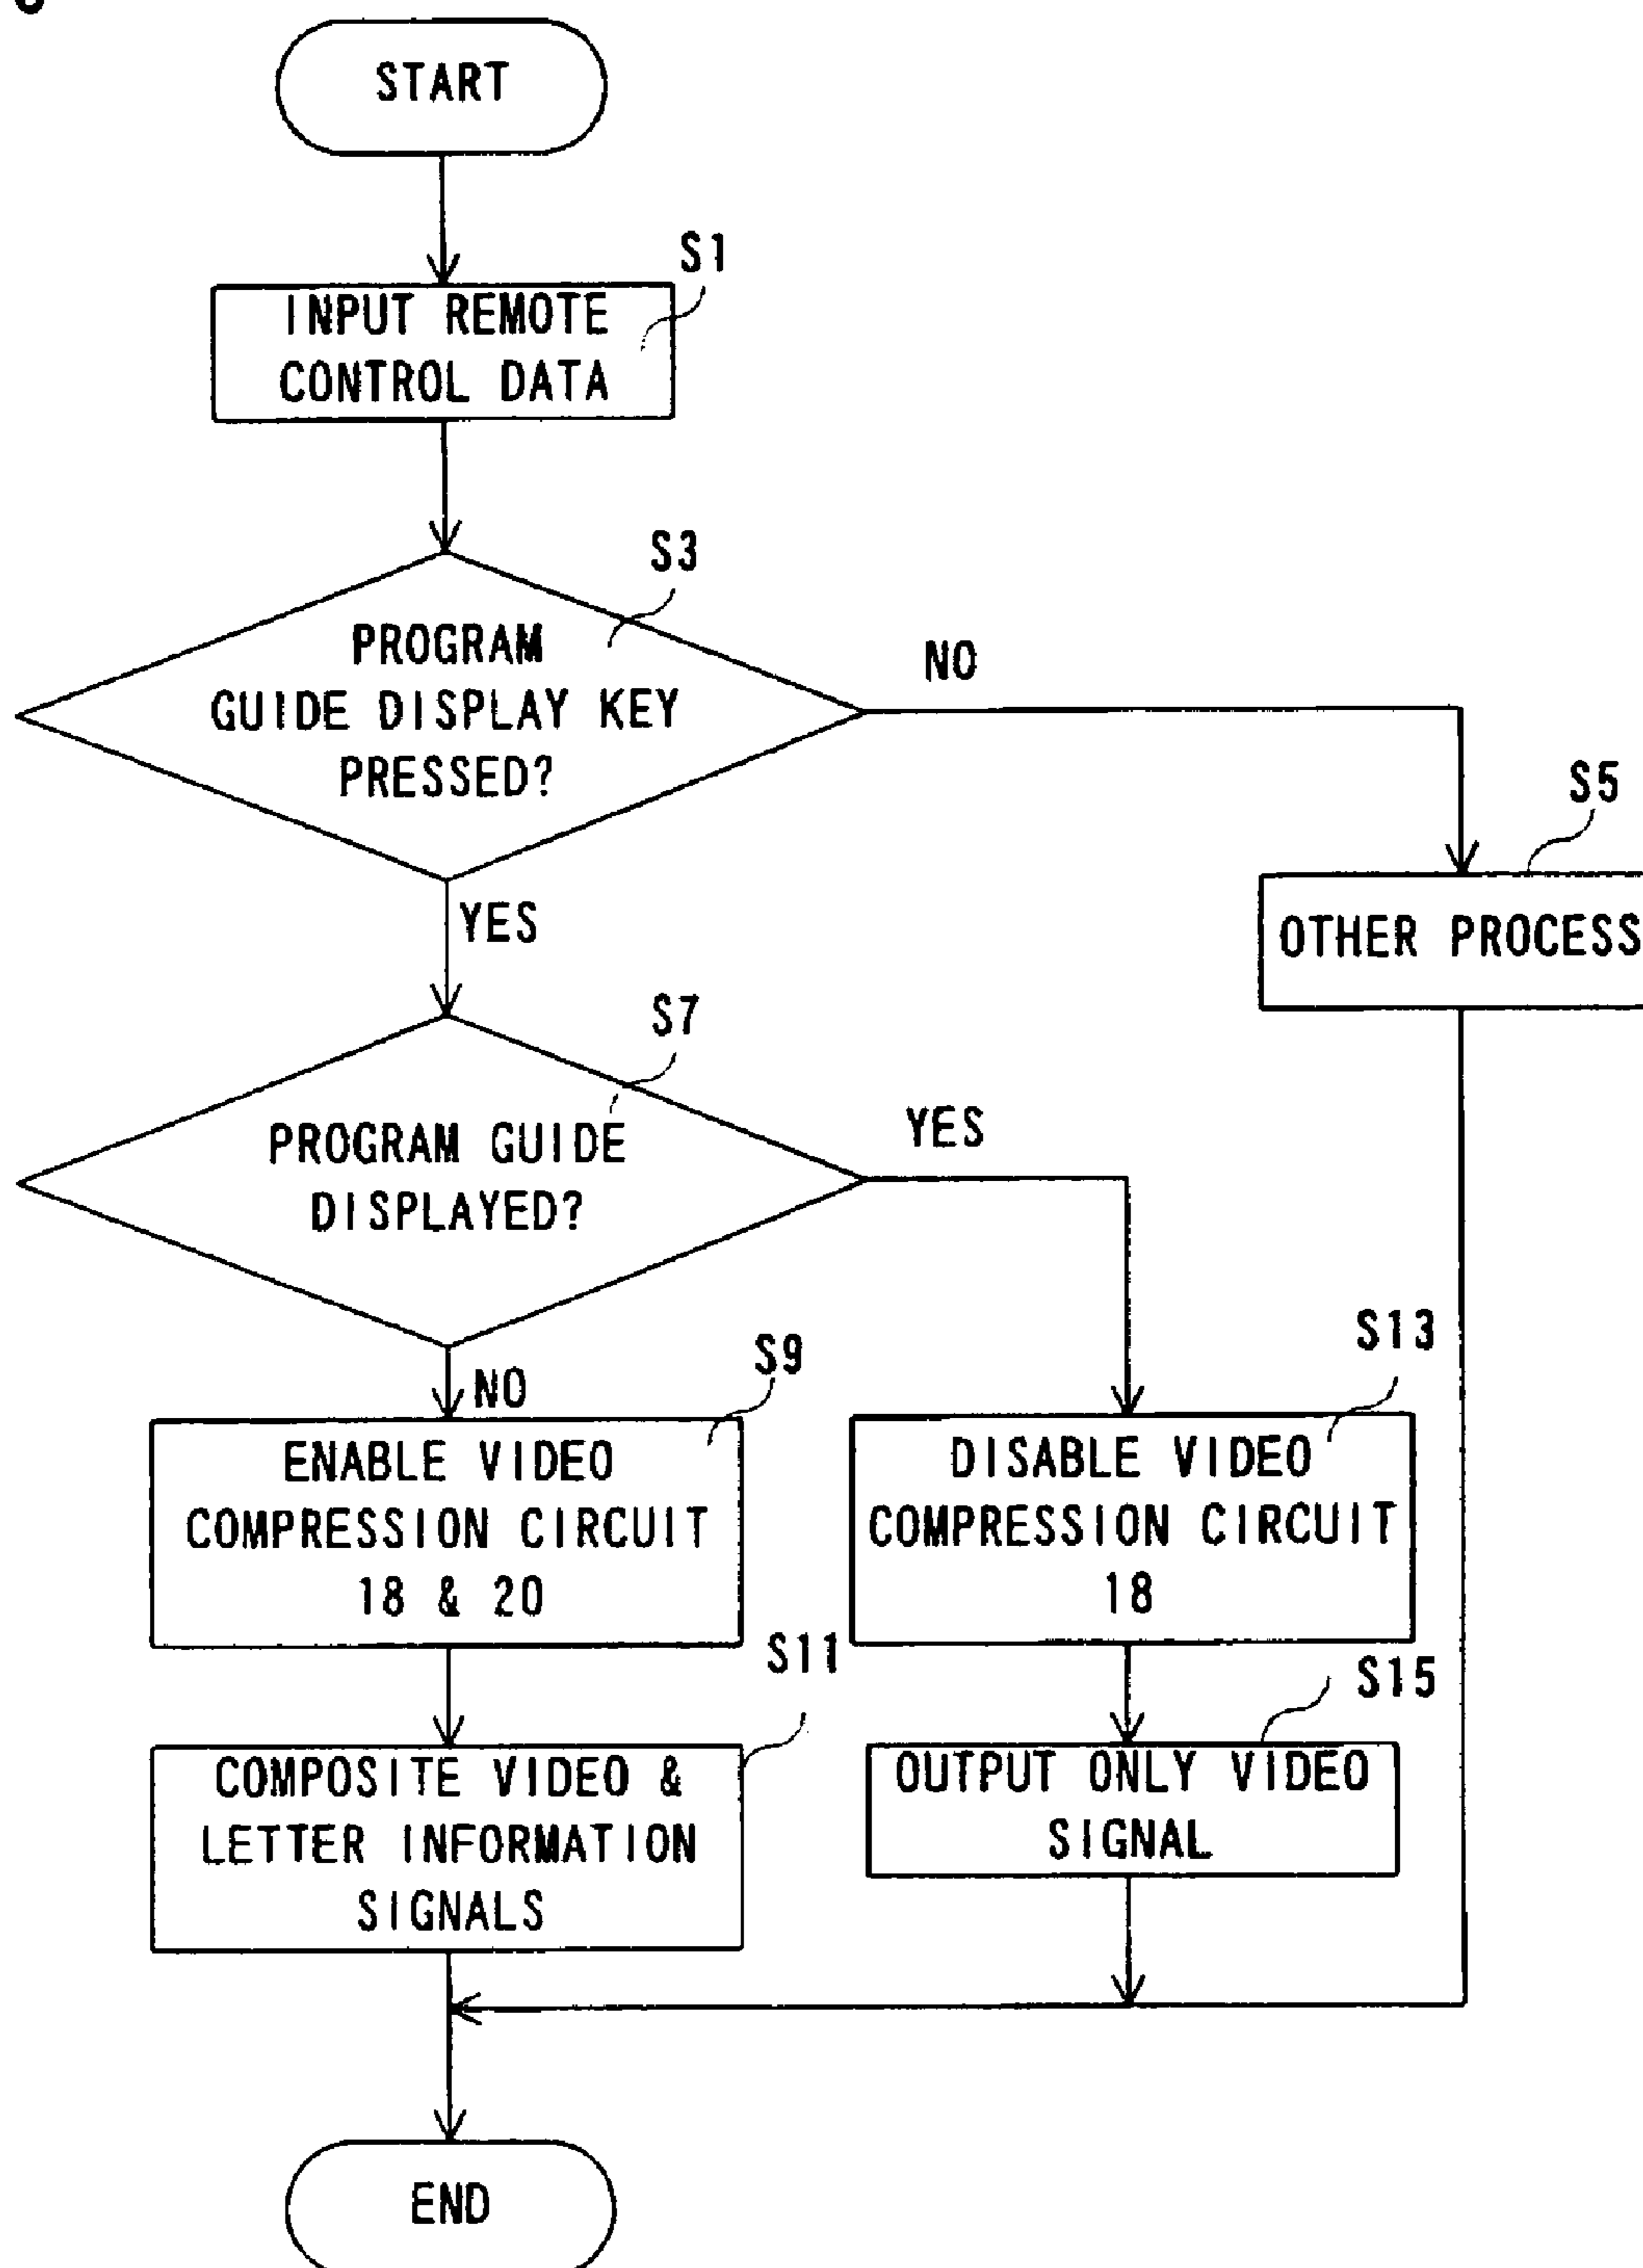 START
S1
INPUT REMOTE
CONTROL DATA
S3
PROGRAM
GUIDE DISPLAY KEY
PRESSED?
NO
YES
S5
OTHER PROCESS
S7
PROGRAM GUIDE
DISPLAYED?
YES
NO
S9
ENABLE VIDEO
COMPRESSION CIRCUIT
18 & 20
S13
DISABLE VIDEO
COMPRESSION CIRCUIT
18
S11
COMPOSITE VIDEO &
LETTER INFORMATION
SIGNALS
S15
OUTPUT ONLY VIDEO
SIGNAL
END